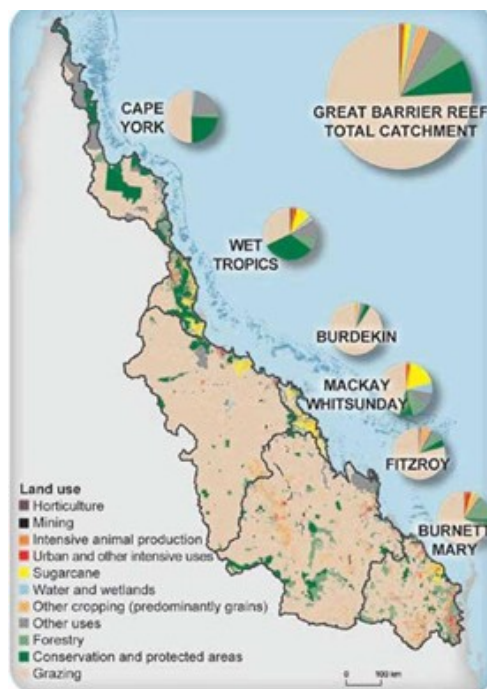 GREAT BARRIER REEF
TOTAL CATCHMENT
CAPE
YORK
WET
TROPICS
BURDEKIN
MACKAY
WHITSUNDAY
FITZROY
BURNETT
MARY
Land use
Horticulture
Mining
Intensive animal production
Urban and other intensive uses
Sugarcane
Water and wetlands
Other cropping (predominantly grains)
Other uses
Forestry
Conservation and protected areas
Grazing
0 100 km